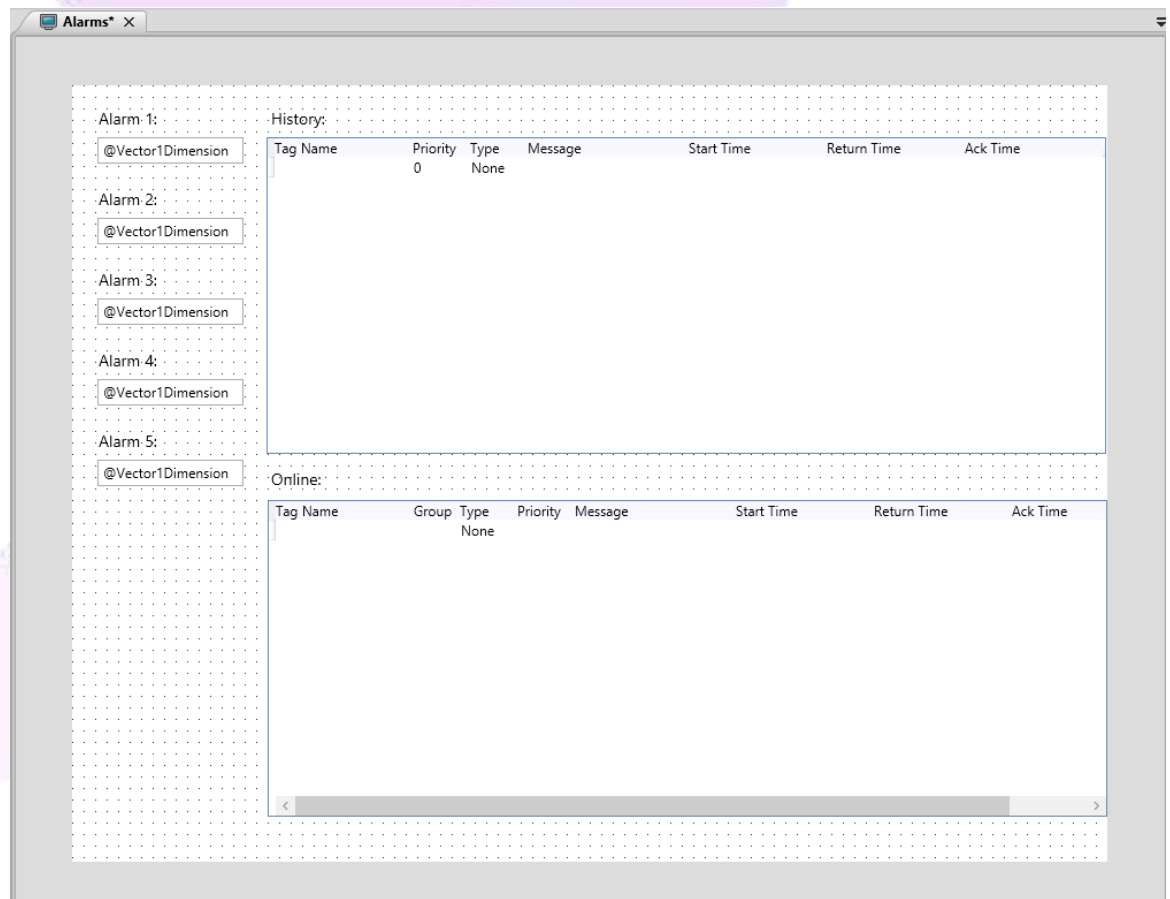 Alarms*
Alarm 1:
@Vector1Dimension
Alarm 2:
@Vector1Dimension
Alarm 3:
@Vector1Dimension
Alarm 4:
@Vector1Dimension
Alarm 5:
@Vector1Dimension
History:
Tag Name Priority Type Message Start Time Return Time Ack Time
0 None
Online:
Tag Name Group Type Priority Message Start Time Return Time Ack Time
None